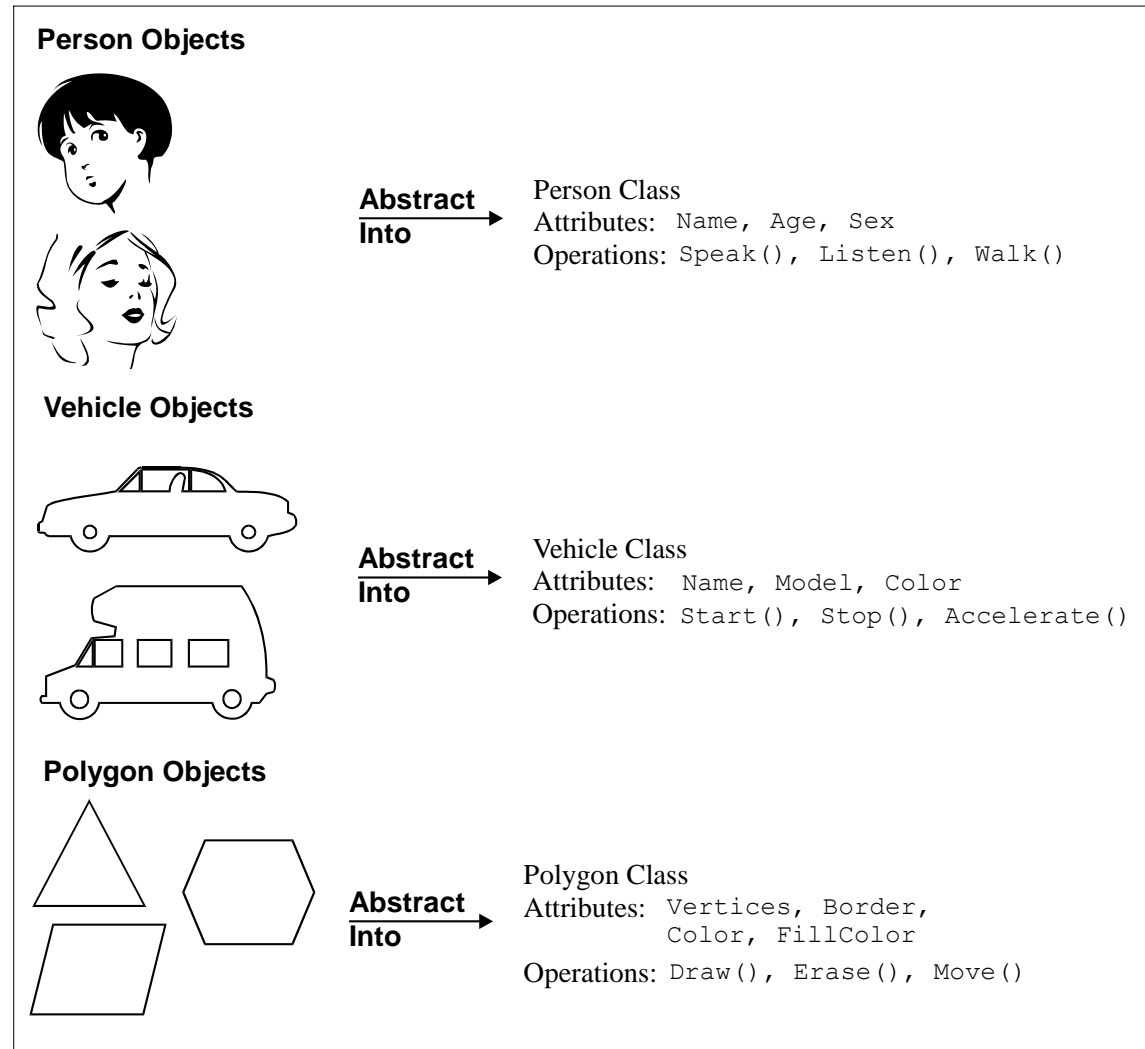 Person Objects
Abstract
Into
Person Class
Attributes: Name, Age, Sex
Operations: Speak(), Listen(), Walk()
Vehicle Objects
Abstract
Into
Vehicle Class
Attributes: Name, Model, Color
Operations: Start(), Stop(), Accelerate()
Polygon Objects
Abstract
Into
Polygon Class
Attributes: Vertices, Border,
Color, FillColor
Operations: Draw(), Erase(), Move()